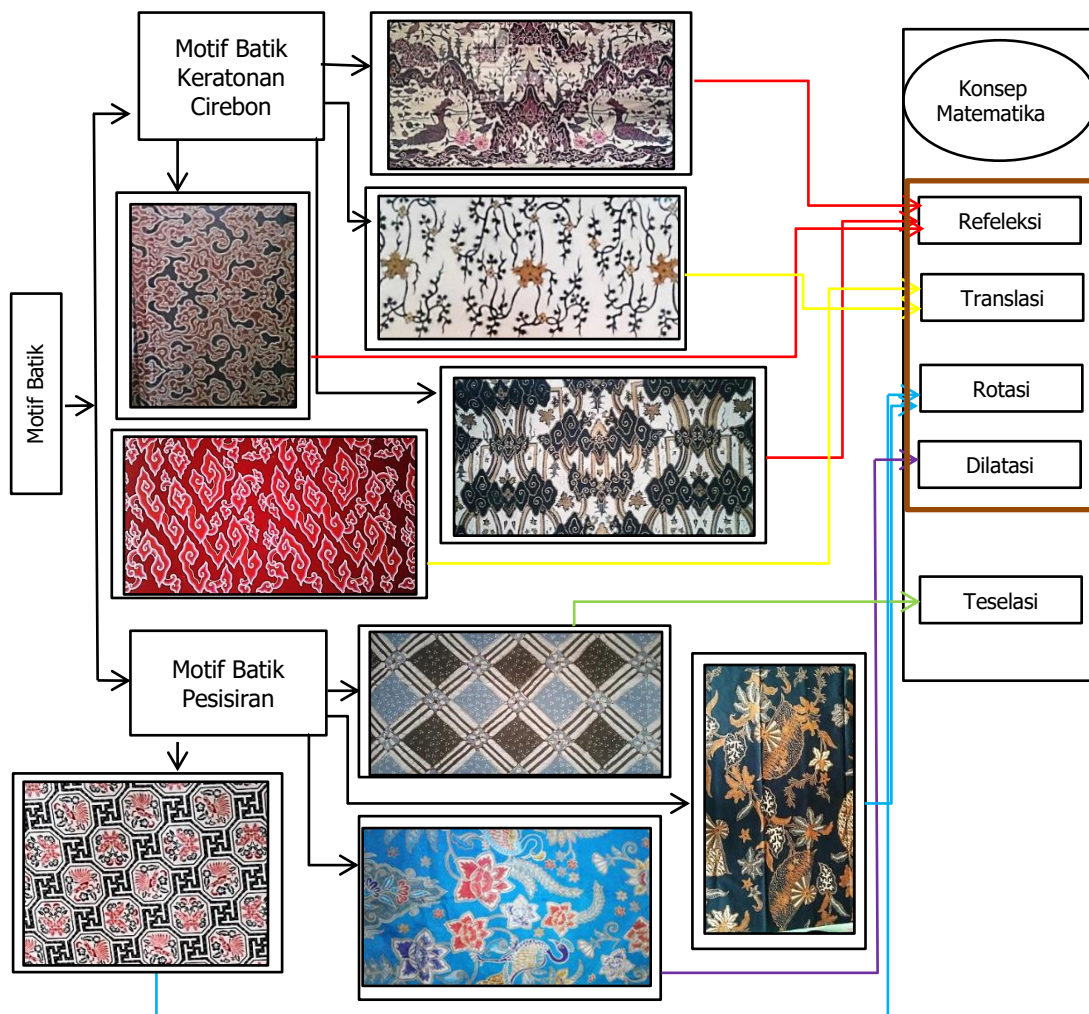 Motif Batik
Keratonan
Cirebon
Konsep
Matematika
Refeleksi
Translasi
Motif Batik
Rotasi
Dilatasi
Teselasi
Motif Batik
Pesisiran